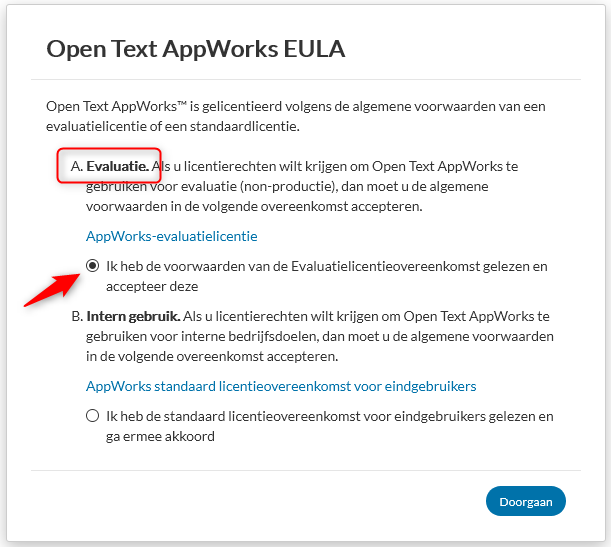 Open Text AppWorks EULA
Open Text AppWorks™ is gelicentieerd volgens de algemene voorwaarden van een
evaluatielicentie of een standaardlicentie.
A. Evaluatie. Als u licentierechten wilt krijgen om Open Text AppWorks te
gebruiken voor evaluatie (non-productie), dan moet u de algemene
voorwaarden in de volgende overeenkomst accepteren.
AppWorks-evaluatielicentie
Ik heb de voorwaarden van de Evaluatielicentieovereenkomst gelezen en
accepteer deze
B. Intern gebruik. Als u licentierechten wilt krijgen om Open Text AppWorks te
gebruiken voor interne bedrijfsdoelen, dan moet u de algemene voorwaarden
in de volgende overeenkomst accepteren.
AppWorks standaard licentieovereenkomst voor eindgebruikers
Ik heb de standaard licentieovereenkomst voor eindgebruikers gelezen en
ga ermee akkoord
Doorgaan